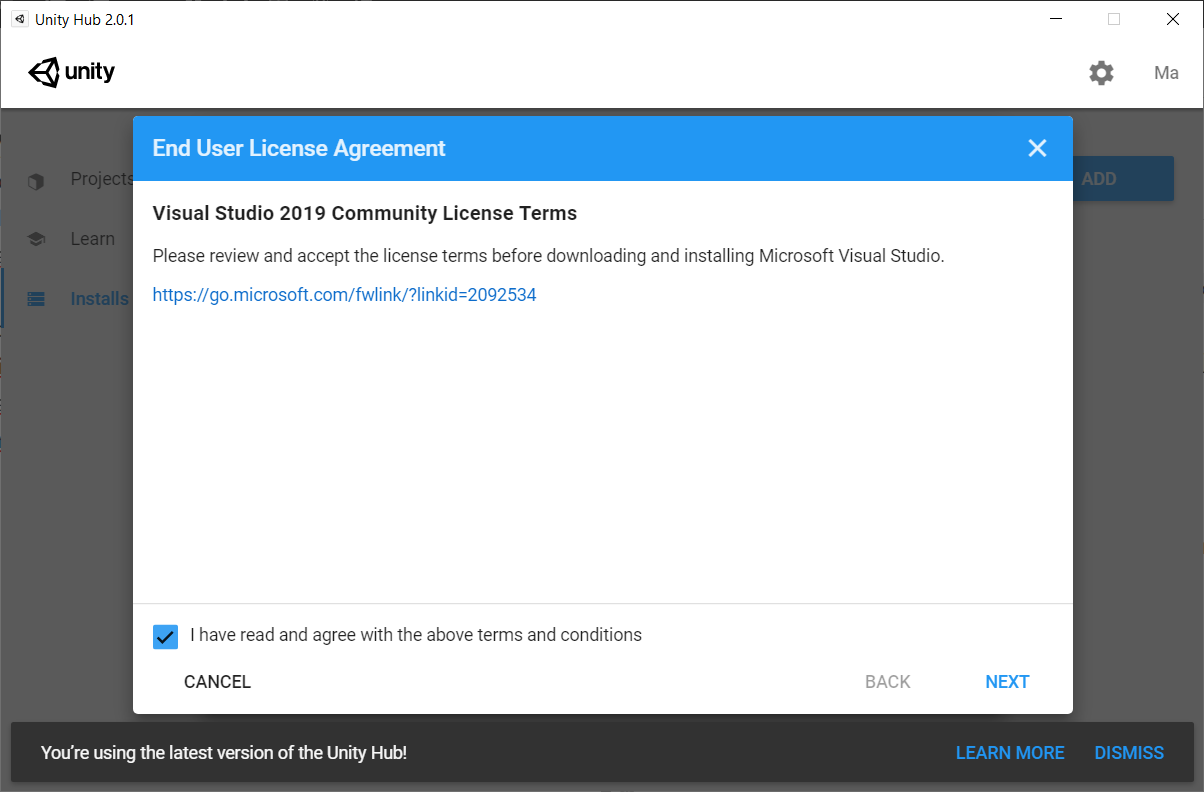 Unity Hub 2.0.1
unity
Ma
End User License Agreement
ADD
Projects
Learn
Installs
Visual Studio 2019 Community License Terms
Please review and accept the license terms before downloading and installing Microsoft Visual Studio.
https://go.microsoft.com/fwlink/?linkid=2092534
I have read and agree with the above terms and conditions
CANCEL
BACK
NEXT
You’re using the latest version of the Unity Hub!
LEARN MORE
DISMISS